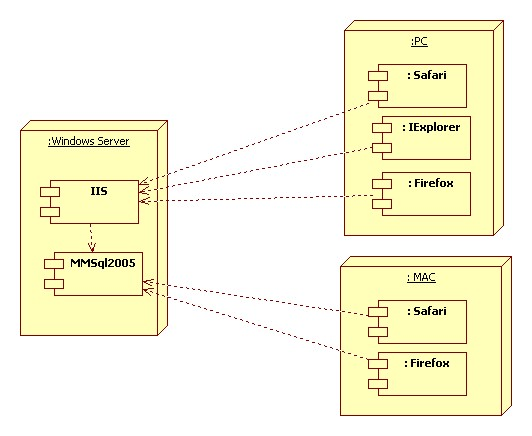 :PC
: Safari
: IExplorer
: Firefox
:Windows Server
IIS
MMSql2005
: MAC
: Safari
: Firefox